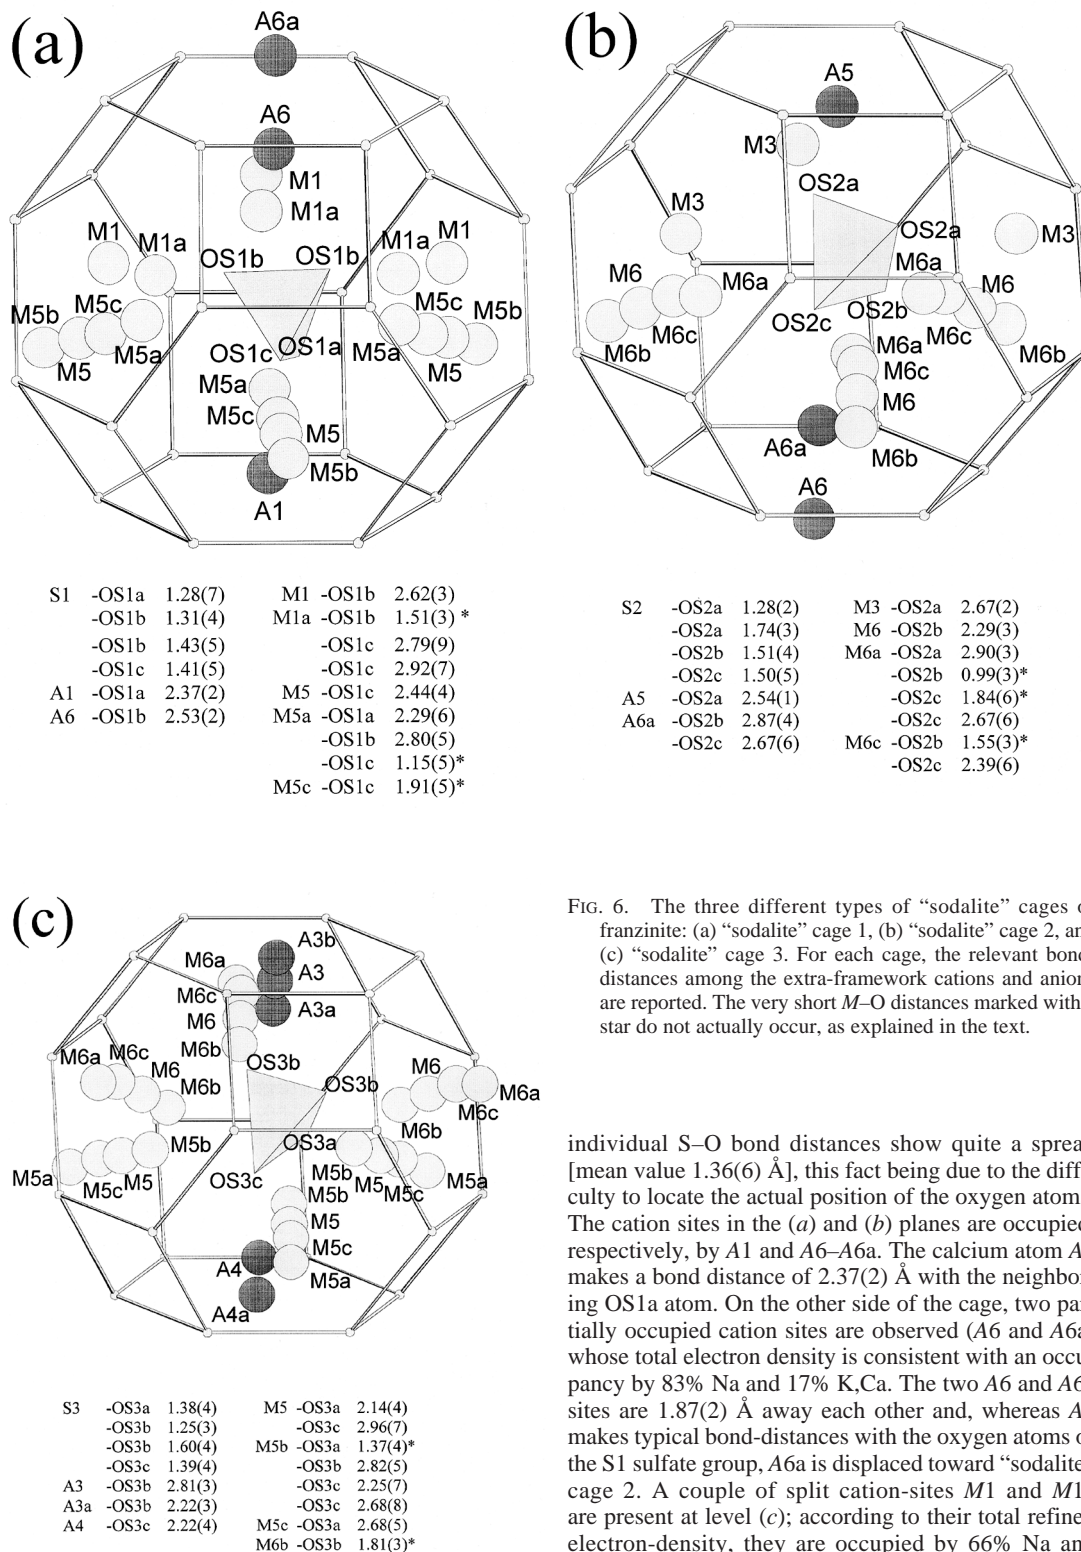 (a)
A6a
A6
M1
M1a
M1
M1a
OS1b
OS1b
M1a
M1
M5b
M5c
M5
M5a
OS1c
OS1a
M5c
M5b
M5a
M5
M5a
M5c
M5
M5b
A1
S1 -OS1a 1.28(7)
-OS1b 1.31(4)
-OS1b 1.43(5)
-OS1c 1.41(5)
A1 -OS1a 2.37(2)
A6 -OS1b 2.53(2)
M1 -OS1b 2.62(3)
M1a -OS1b 1.51(3) *
-OS1c 2.79(9)
-OS1c 2.92(7)
M5 -OS1c 2.44(4)
M5a -OS1a 2.29(6)
-OS1b 2.80(5)
-OS1c 1.15(5)*
M5c -OS1c 1.91(5)*
(b)
A5
M3
OS2a
M3
OS2a
M3
M6
M6a
M6a
M6
M6c
M6b
OS2c
OS2b
M6c
M6b
M6a
M6c
M6
A6a
M6b
A6
S2 -OS2a 1.28(2)
-OS2a 1.74(3)
-OS2b 1.51(4)
-OS2c 1.50(5)
A5 -OS2a 2.54(1)
A6a -OS2b 2.87(4)
-OS2c 2.67(6)
M3 -OS2a 2.67(2)
M6 -OS2b 2.29(3)
M6a -OS2a 2.90(3)
-OS2b 0.99(3)*
-OS2c 1.84(6)*
-OS2c 2.67(6)
M6c -OS2b 1.55(3)*
-OS2c 2.39(6)
(c)
A3b
M6a
A3
M6c
A3a
M6
M6b
M6a
M6c
M6
M6b
OS3b
OS3b
M6
M6a
M6c
M6b
OS3a
M5b
M5a
M5c
M5
OS3c
M5b
M5
M5c
M5a
M5b
M5
M5c
A4
M5a
A4a
S3 -OS3a 1.38(4)
-OS3b 1.25(3)
-OS3b 1.60(4)
-OS3c 1.39(4)
A3 -OS3b 2.81(3)
A3a -OS3b 2.22(3)
A4 -OS3c 2.22(4)
M5 -OS3a 2.14(4)
-OS3c 2.96(7)
M5b -OS3a 1.37(4)*
-OS3b 2.82(5)
-OS3c 2.25(7)
-OS3c 2.68(8)
M5c -OS3a 2.68(5)
M6b -OS3b 1.81(3)*
FIG. 6. The three different types of “sodalite” cages o
franzinite: (a) “sodalite” cage 1, (b) “sodalite” cage 2, an
(c) “sodalite” cage 3. For each cage, the relevant bond
distances among the extra-framework cations and anion
are reported. The very short M–O distances marked with
star do not actually occur, as explained in the text.
individual S–O bond distances show quite a sprea
[mean value 1.36(6) Å], this fact being due to the diff
culty to locate the actual position of the oxygen atom
The cation sites in the (a) and (b) planes are occupied
respectively, by A1 and A6–A6a. The calcium atom A
makes a bond distance of 2.37(2) Å with the neighbor
ing OS1a atom. On the other side of the cage, two par
tially occupied cation sites are observed (A6 and A6a
whose total electron density is consistent with an occu
pancy by 83% Na and 17% K,Ca. The two A6 and A6
sites are 1.87(2) Å away each other and, whereas A
makes typical bond-distances with the oxygen atoms o
the S1 sulfate group, A6a is displaced toward “sodalite
cage 2. A couple of split cation-sites M1 and M1
are present at level (c); according to their total refine
electron-density, they are occupied by 66% Na an